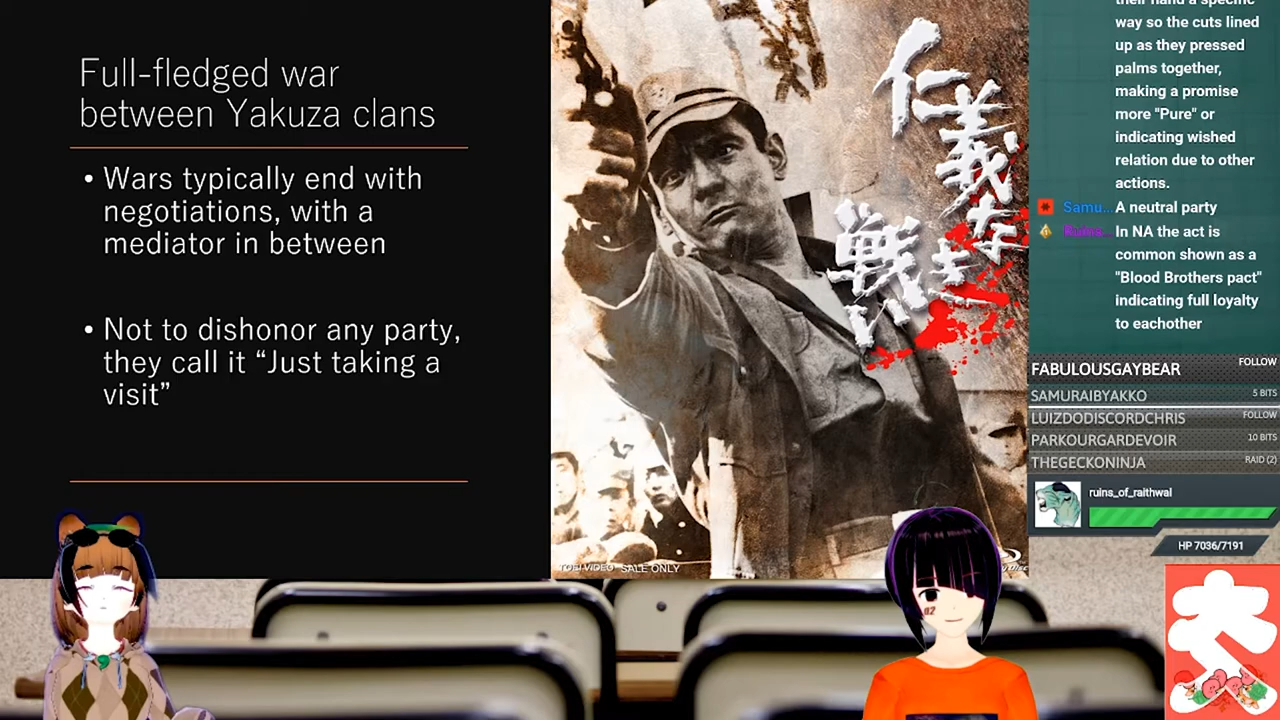 Full-fledged war
between Yakuza clans
• Wars typically end with
negotiations, with a
mediator in between
• Not to dishonor any party,
they call it “Just taking a
visit”
仁義なき
戦い
TOEI VIDEO SALE ONLY
their hand a specific
way so the cuts lined
up as they pressed
palms together,
making a promise
more "Pure" or
indicating wished
relation due to other
actions.
Samu... A neutral party
In NA the act is
common shown as a
"Blood Brothers pact"
indicating full loyalty
to eachother
FABULOUSGAYBEAR FOLLOW
SAMURAIBYAKKO 5 BITS
LUIZDODISCORDCHRIS FOLLOW
PARKOURGARDEVOIR 10 BITS
THEGECKONINJA RAID (2)
ruins_of_raithwal
HP 7036/7191
02